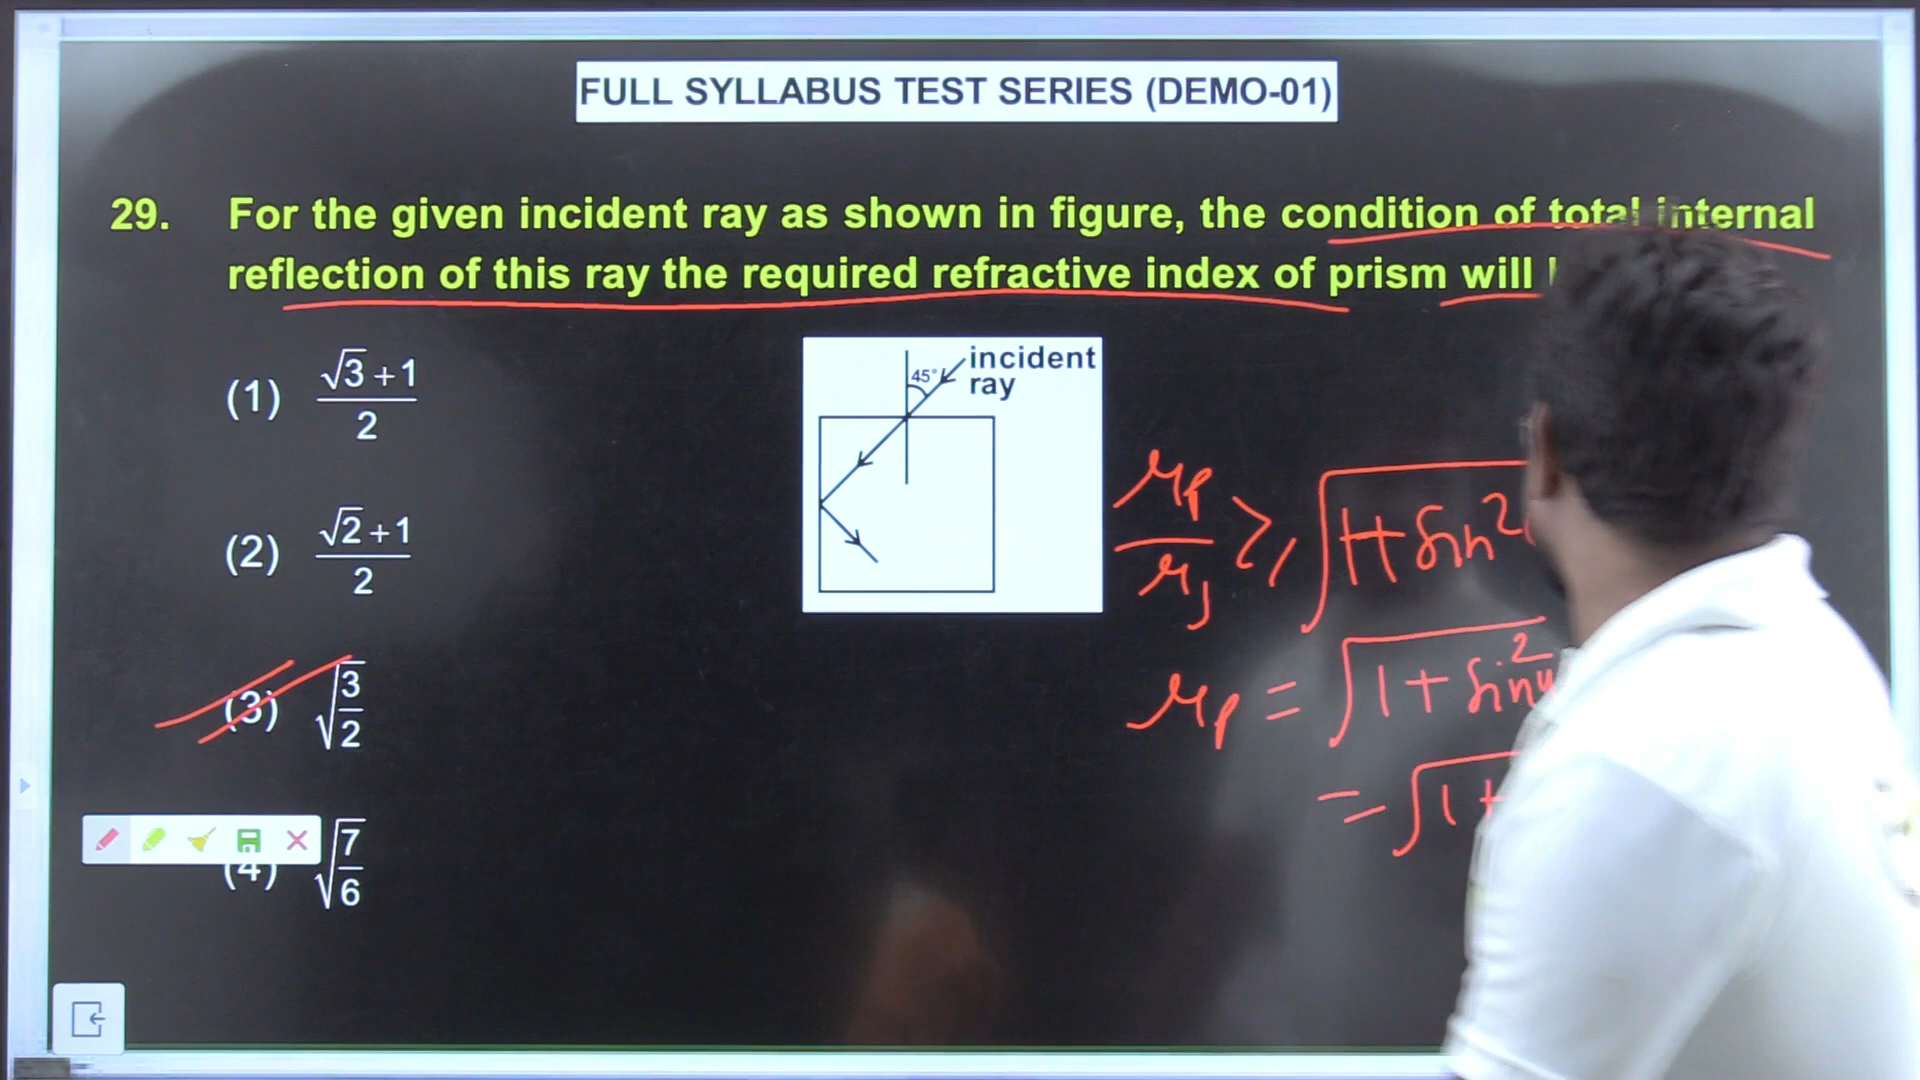 FULL SYLLABUS TEST SERIES (DEMO-01)
29. For the given incident ray as shown in figure, the condition of total internal
reflection of this ray the required refractive index of prism will
(1) (√3+1)/2
(2) (√2+1)/2
(3) √(3/2)
(4) √(7/6)
incident
45°
ray
μp/μs ≥ √1+sin²
μp = √1+sin²4
= √1+